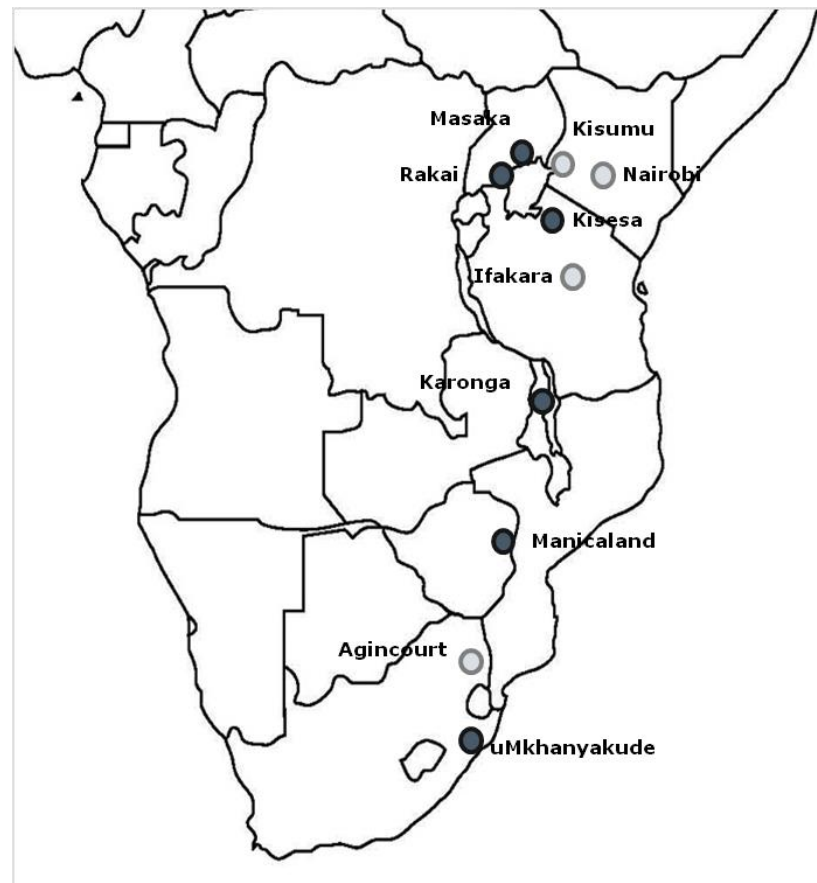 Masaka
Kisumu
Rakai
Nairobi
Kisesa
Ifakara
Karonga
Manicaland
Agincourt
uMkhanyakude